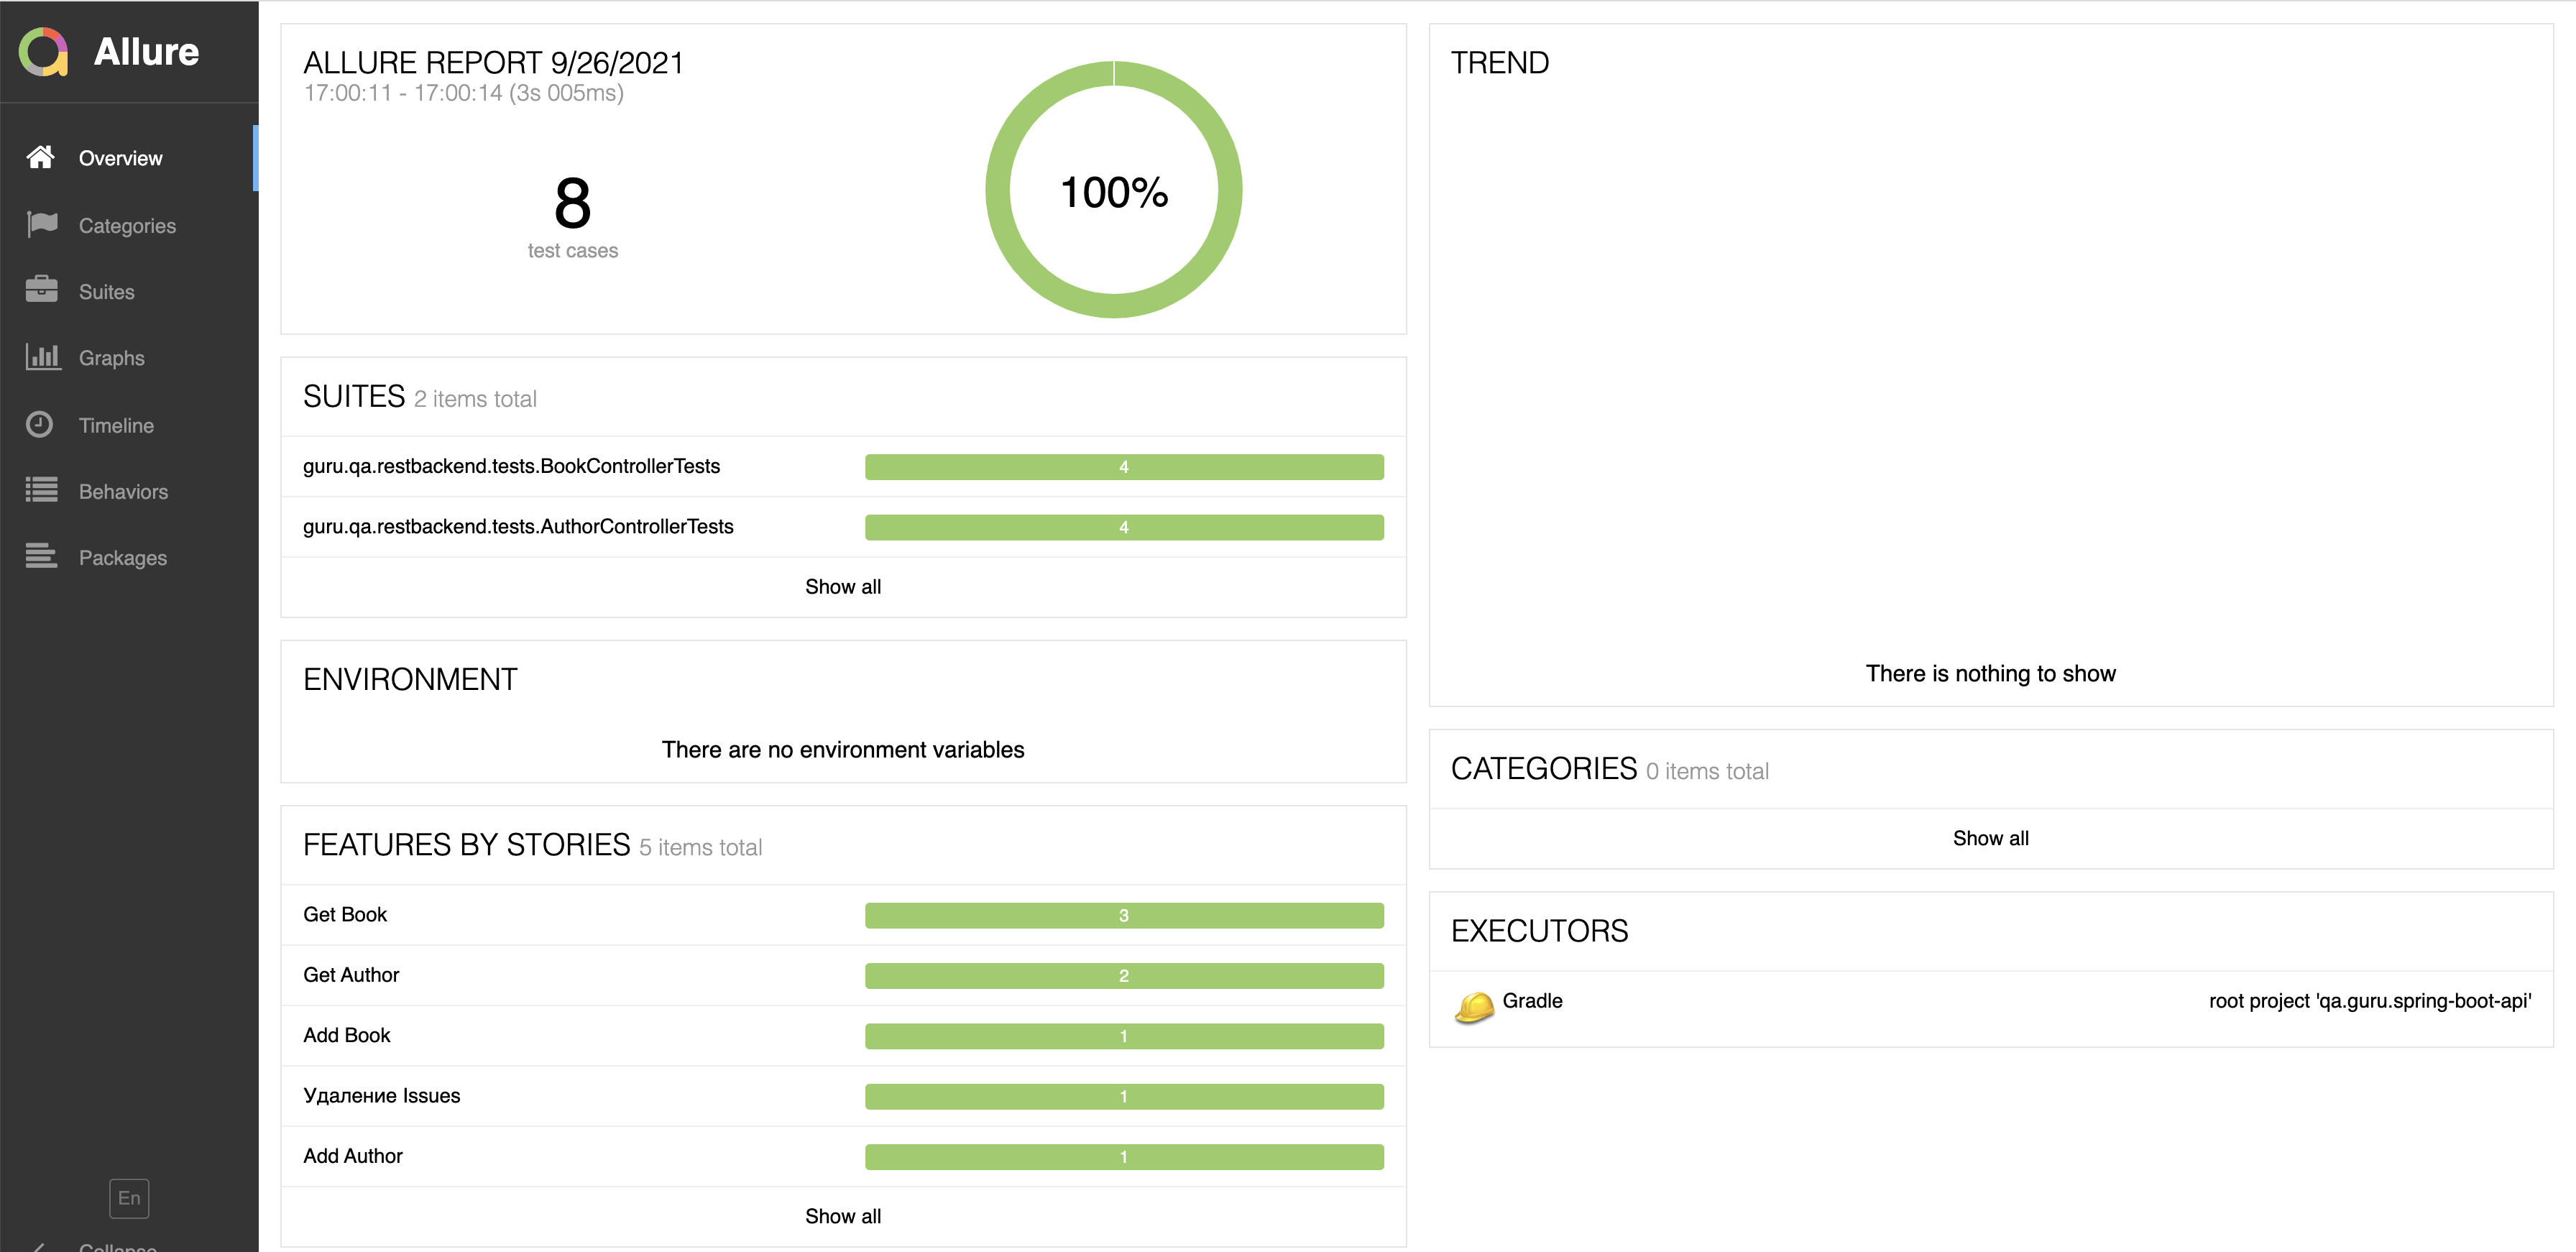 Allure
Overview
Categories
Suites
Graphs
Timeline
Behaviors
Packages
En
Collapse
ALLURE REPORT 9/26/2021
17:00:11 - 17:00:14 (3s 005ms)
8
test cases
100%
SUITES 2 items total
guru.qa.restbackend.tests.BookControllerTests 4
guru.qa.restbackend.tests.AuthorControllerTests 4
Show all
ENVIRONMENT
There are no environment variables
FEATURES BY STORIES 5 items total
Get Book 3
Get Author 2
Add Book 1
Удаление Issues 1
Add Author 1
Show all
TREND
There is nothing to show
CATEGORIES 0 items total
Show all
EXECUTORS
Gradle root project 'qa.guru.spring-boot-api'